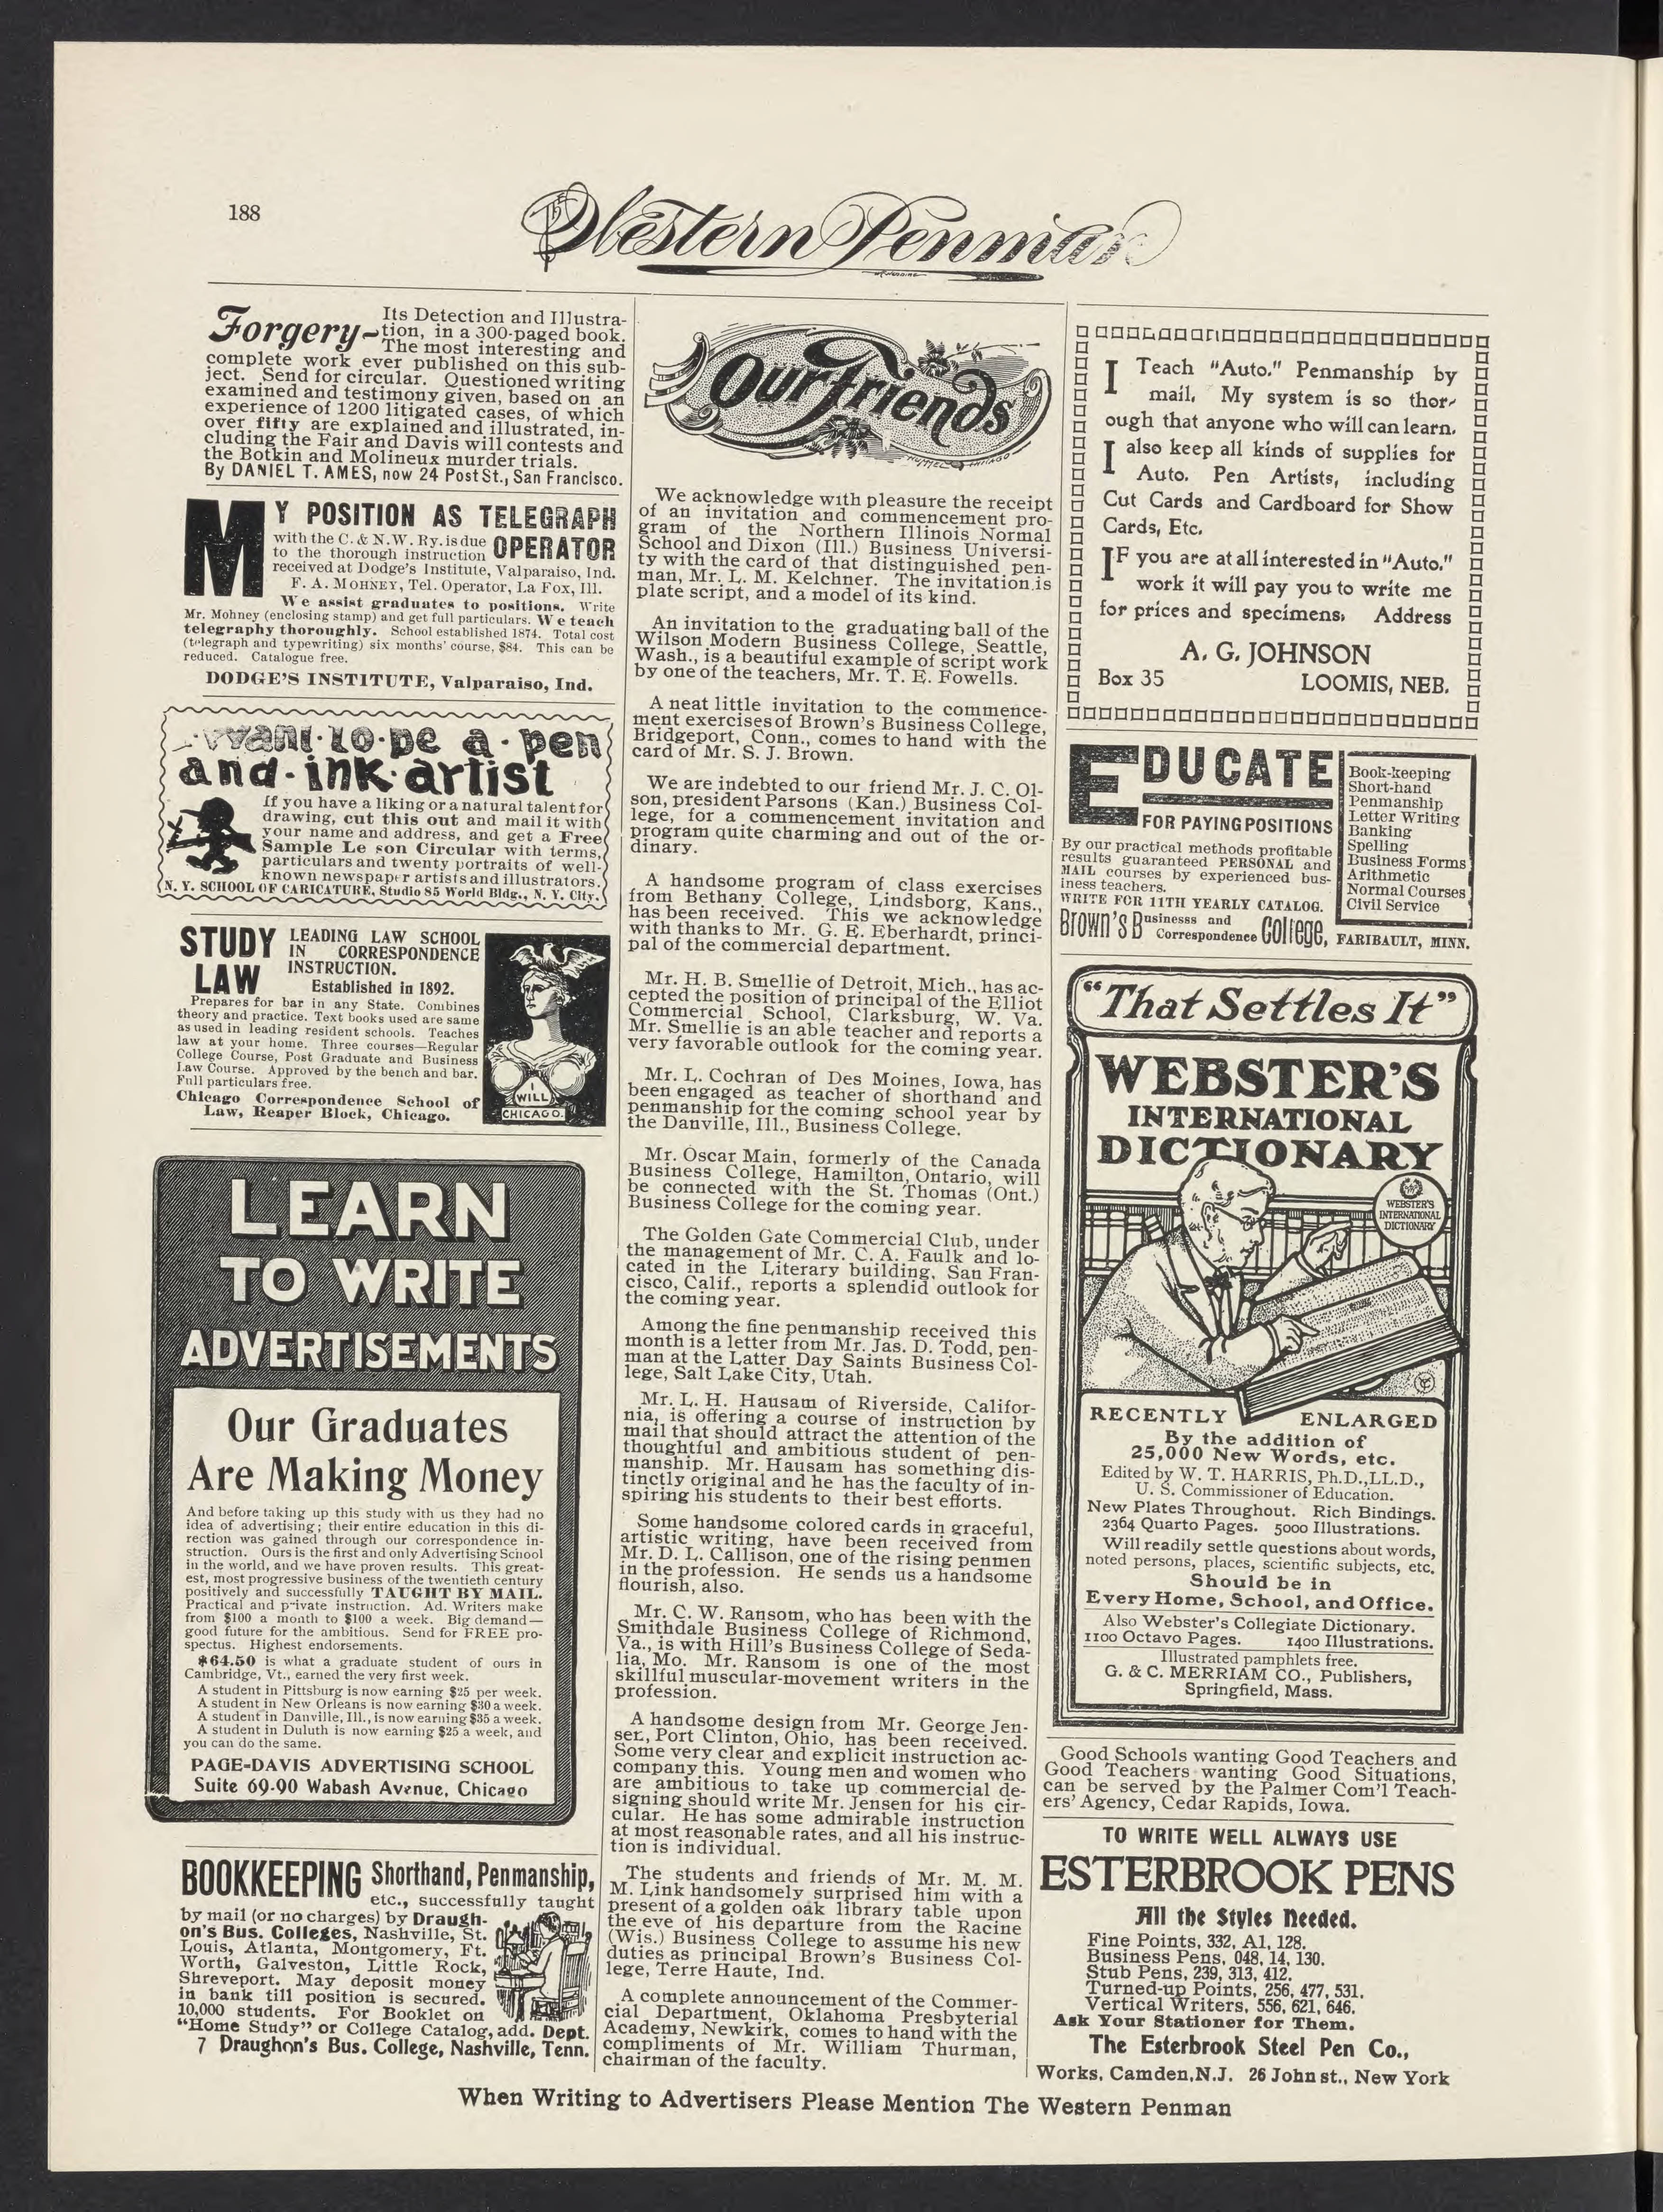 188
Western Penman
Forgery—
Its Detection and Illustra-
tion, in a 300-paged book.
The most interesting and
complete work ever published on this sub-
ject. Send for circular. Questioned writing
examined and testimony given, based on an
experience of 1200 litigated cases, of which
over fifty are explained and illustrated, in-
cluding the Fair and Davis will contests and
the Botkin and Molineux murder trials.
By DANIEL T. AMES, now 24 Post St., San Francisco.
MY POSITION AS TELEGRAPH
with the C. & N.W. Ry. is due OPERATOR
to the thorough instruction
received at Dodge's Institute, Valparaiso, Ind.
F. A. MOHNEY, Tel. Operator, La Fox, Ill.
We assist graduates to positions. Write
Mr. Mohney (enclosing stamp) and get full particulars. We teach
telegraphy thoroughly. School established 1874. Total cost
(telegraph and typewriting) six months' course, $84. This can be
reduced. Catalogue free.
DODGE'S INSTITUTE, Valparaiso, Ind.
want·to·be a·pen
and·ink·artist
If you have a liking or a natural talent for
drawing, cut this out and mail it with
your name and address, and get a Free
Sample Le son Circular with terms,
particulars and twenty portraits of well-
known newspaper artists and illustrators.
N. Y. SCHOOL OF CARICATURE, Studio 85 World Bldg., N. Y. City.
STUDY LAW
LEADING LAW SCHOOL
IN CORRESPONDENCE
INSTRUCTION.
Established in 1892.
Prepares for bar in any State. Combines
theory and practice. Text books used are same
as used in leading resident schools. Teaches
law at your home. Three courses—Regular
College Course, Post Graduate and Business
Law Course. Approved by the bench and bar.
Full particulars free.
Chicago Correspondence School of
Law, Reaper Block, Chicago.
I
WILL
CHICAGO.
LEARN
TO WRITE
ADVERTISEMENTS
Our Graduates
Are Making Money
And before taking up this study with us they had no
idea of advertising; their entire education in this di-
rection was gained through our correspondence in-
struction. Ours is the first and only Advertising School
in the world, and we have proven results. This great-
est, most progressive business of the twentieth century
positively and successfully TAUGHT BY MAIL.
Practical and private instruction. Ad. Writers make
from $100 a month to $100 a week. Big demand—
good future for the ambitious. Send for FREE pro-
spectus. Highest endorsements.
$64.50 is what a graduate student of ours in
Cambridge, Vt., earned the very first week.
A student in Pittsburg is now earning $25 per week.
A student in New Orleans is now earning $30 a week.
A student in Danville, Ill., is now earning $35 a week.
A student in Duluth is now earning $25 a week, and
you can do the same.
PAGE-DAVIS ADVERTISING SCHOOL
Suite 69-90 Wabash Avenue, Chicago
BOOKKEEPING Shorthand, Penmanship,
etc., successfully taught
by mail (or no charges) by Draugh-
on's Bus. Colleges, Nashville, St.
Louis, Atlanta, Montgomery, Ft.
Worth, Galveston, Little Rock,
Shreveport. May deposit money
in bank till position is secured.
10,000 students. For Booklet on
"Home Study" or College Catalog, add. Dept.
7 Draughon's Bus. College, Nashville, Tenn.
Our Friends
HUMMEL CHICAGO
We acknowledge with pleasure the receipt
of an invitation and commencement pro-
gram of the Northern Illinois Normal
School and Dixon (Ill.) Business Universi-
ty with the card of that distinguished pen-
man, Mr. L. M. Kelchner. The invitation is
plate script, and a model of its kind.
An invitation to the graduating ball of the
Wilson Modern Business College, Seattle,
Wash., is a beautiful example of script work
by one of the teachers, Mr. T. E. Fowells.
A neat little invitation to the commence-
ment exercises of Brown's Business College,
Bridgeport, Conn., comes to hand with the
card of Mr. S. J. Brown.
We are indebted to our friend Mr. J. C. Ol-
son, president Parsons (Kan.) Business Col-
lege, for a commencement invitation and
program quite charming and out of the or-
dinary.
A handsome program of class exercises
from Bethany College, Lindsborg, Kans.,
has been received. This we acknowledge
with thanks to Mr. G. E. Eberhardt, princi-
pal of the commercial department.
Mr. H. B. Smellie of Detroit, Mich., has ac-
cepted the position of principal of the Elliot
Commercial School, Clarksburg, W. Va.
Mr. Smellie is an able teacher and reports a
very favorable outlook for the coming year.
Mr. L. Cochran of Des Moines, Iowa, has
been engaged as teacher of shorthand and
penmanship for the coming school year by
the Danville, Ill., Business College.
Mr. Oscar Main, formerly of the Canada
Business College, Hamilton, Ontario, will
be connected with the St. Thomas (Ont.)
Business College for the coming year.
The Golden Gate Commercial Club, under
the management of Mr. C. A. Faulk and lo-
cated in the Literary building, San Fran-
cisco, Calif., reports a splendid outlook for
the coming year.
Among the fine penmanship received this
month is a letter from Mr. Jas. D. Todd, pen-
man at the Latter Day Saints Business Col-
lege, Salt Lake City, Utah.
Mr. L. H. Hausam of Riverside, Califor-
nia, is offering a course of instruction by
mail that should attract the attention of the
thoughtful and ambitious student of pen-
manship. Mr. Hausam has something dis-
tinctly original and he has the faculty of in-
spiring his students to their best efforts.
Some handsome colored cards in graceful,
artistic writing, have been received from
Mr. D. L. Callison, one of the rising penmen
in the profession. He sends us a handsome
flourish, also.
Mr. C. W. Ransom, who has been with the
Smithdale Business College of Richmond,
Va., is with Hill's Business College of Seda-
lia, Mo. Mr. Ransom is one of the most
skillful muscular-movement writers in the
profession.
A handsome design from Mr. George Jen-
sen, Port Clinton, Ohio, has been received.
Some very clear and explicit instruction ac-
company this. Young men and women who
are ambitious to take up commercial de-
signing should write Mr. Jensen for his cir-
cular. He has some admirable instruction
at most reasonable rates, and all his instruc-
tion is individual.
The students and friends of Mr. M. M.
M. Link handsomely surprised him with a
present of a golden oak library table upon
the eve of his departure from the Racine
(Wis.) Business College to assume his new
duties as principal Brown's Business Col-
lege, Terre Haute, Ind.
A complete announcement of the Commer-
cial Department, Oklahoma Presbyterial
Academy, Newkirk, comes to hand with the
compliments of Mr. William Thurman,
chairman of the faculty.
I Teach "Auto." Penmanship by
mail, My system is so thor-
ough that anyone who will can learn.
I also keep all kinds of supplies for
Auto. Pen Artists, including
Cut Cards and Cardboard for Show
Cards, Etc.
IF you are at all interested in "Auto."
work it will pay you to write me
for prices and specimens. Address
A. G. JOHNSON
Box 35 LOOMIS, NEB.
EDUCATE
FOR PAYING POSITIONS
By our practical methods profitable
results guaranteed PERSONAL and
MAIL courses by experienced bus-
iness teachers.
WRITE FOR 11TH YEARLY CATALOG.
Book-keeping
Short-hand
Penmanship
Letter Writing
Banking
Spelling
Business Forms
Arithmetic
Normal Courses
Civil Service
Brown's Businesss and Correspondence College, FARIBAULT, MINN.
"That Settles It"
WEBSTER'S
INTERNATIONAL
DICTIONARY
WEBSTER'S
INTERNATIONAL
DICTIONARY
RECENTLY ENLARGED
By the addition of
25,000 New Words, etc.
Edited by W. T. HARRIS, Ph.D., LL.D.,
U. S. Commissioner of Education.
New Plates Throughout. Rich Bindings.
2364 Quarto Pages. 5000 Illustrations.
Will readily settle questions about words,
noted persons, places, scientific subjects, etc.
Should be in
Every Home, School, and Office.
Also Webster's Collegiate Dictionary.
1100 Octavo Pages. 1400 Illustrations.
Illustrated pamphlets free.
G. & C. MERRIAM CO., Publishers,
Springfield, Mass.
Good Schools wanting Good Teachers and
Good Teachers wanting Good Situations,
can be served by the Palmer Com'l Teach-
ers' Agency, Cedar Rapids, Iowa.
TO WRITE WELL ALWAYS USE
ESTERBROOK PENS
All the Styles Needed.
Fine Points, 332, A1, 128.
Business Pens, 048, 14, 130.
Stub Pens, 239, 313, 412.
Turned-up Points, 256, 477, 531.
Vertical Writers, 556, 621, 646.
Ask Your Stationer for Them.
The Esterbrook Steel Pen Co.,
Works, Camden, N.J. 26 John st., New York
When Writing to Advertisers Please Mention The Western Penman